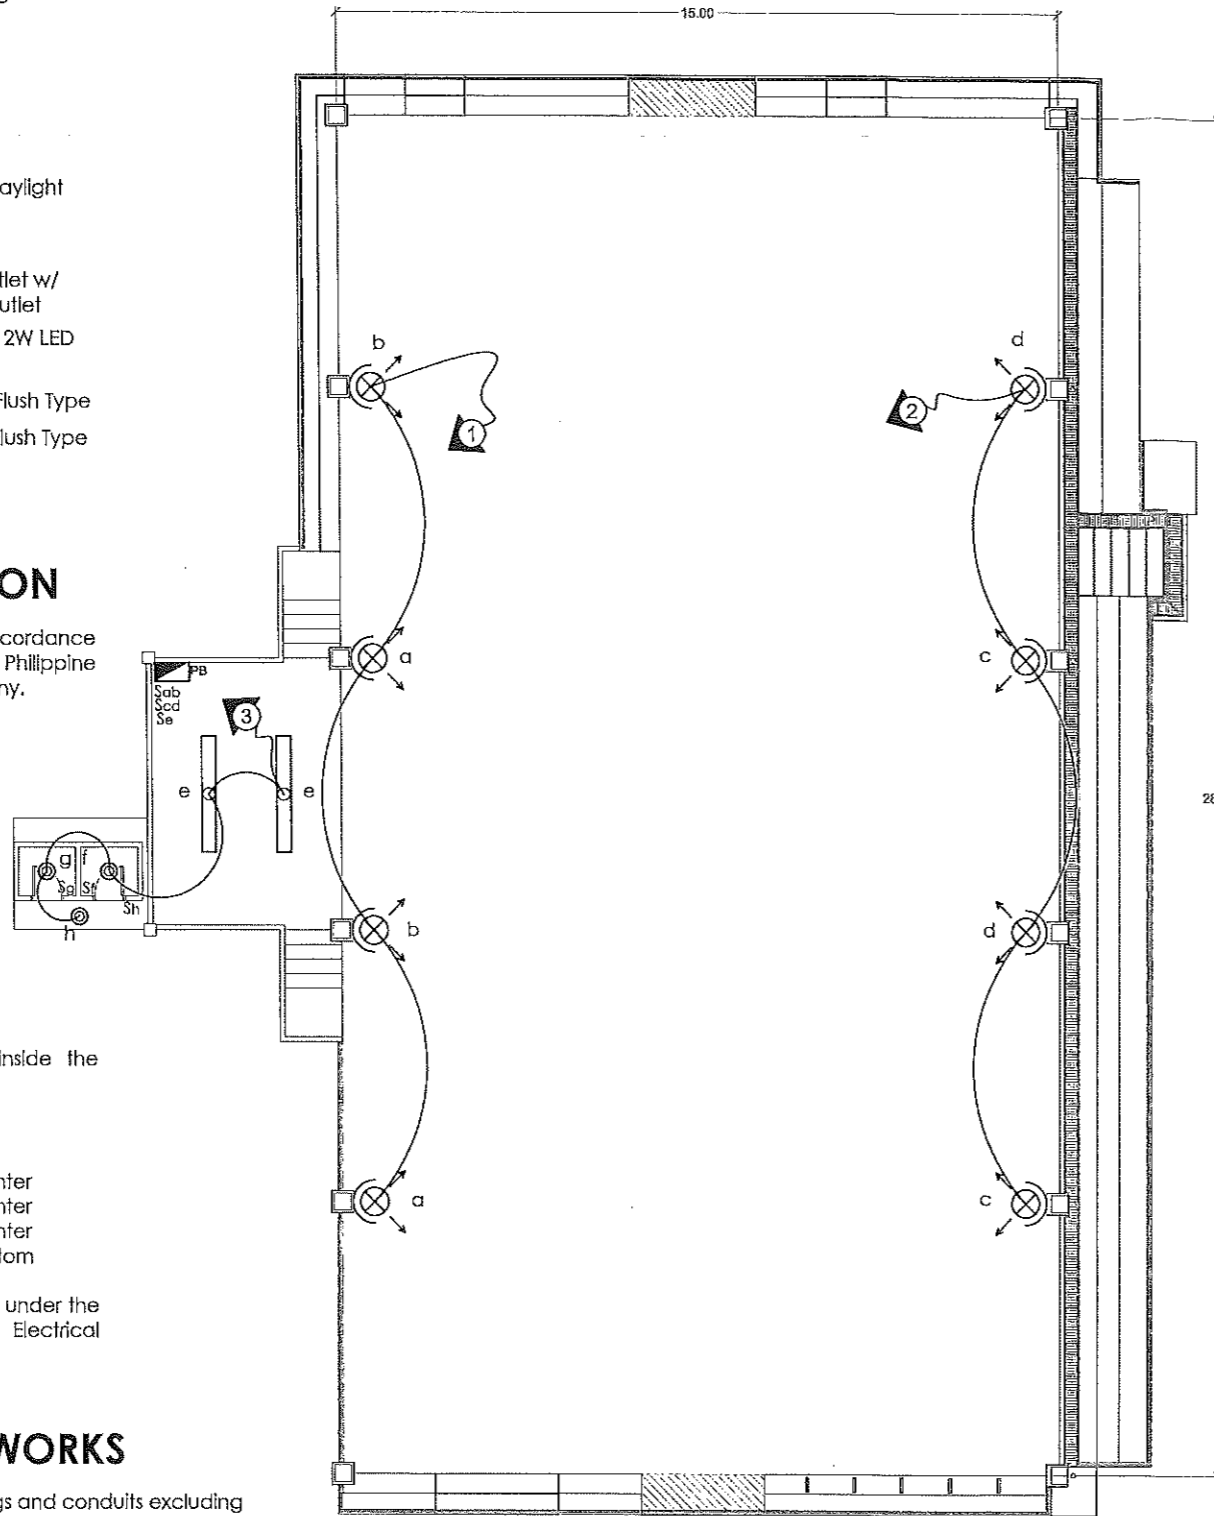 15.00
aylight
tlet w/
utlet
2W LED
Flush Type
lush Type
ON
cordance
Philippine
ny.
inside the
nter
nter
nter
tom
under the
Electrical
WORKS
gs and conduits excluding
b
d
1
2
a
c
PB
Sab
Scd
Se
3
e
e
g
f
Sg
Sf
Sh
h
b
d
a
c
28